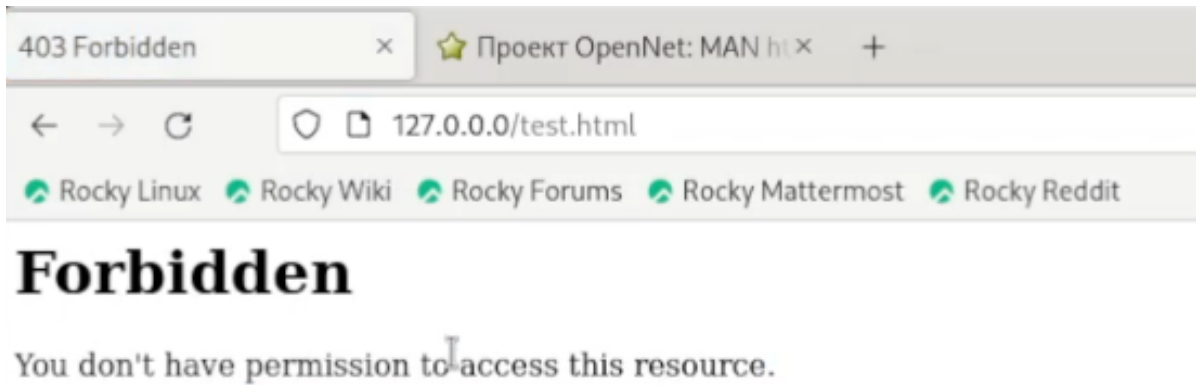 403 Forbidden × Проект OpenNet: MAN ht × +
127.0.0.0/test.html
Rocky Linux Rocky Wiki Rocky Forums Rocky Mattermost Rocky Reddit
Forbidden
You don't have permission to access this resource.